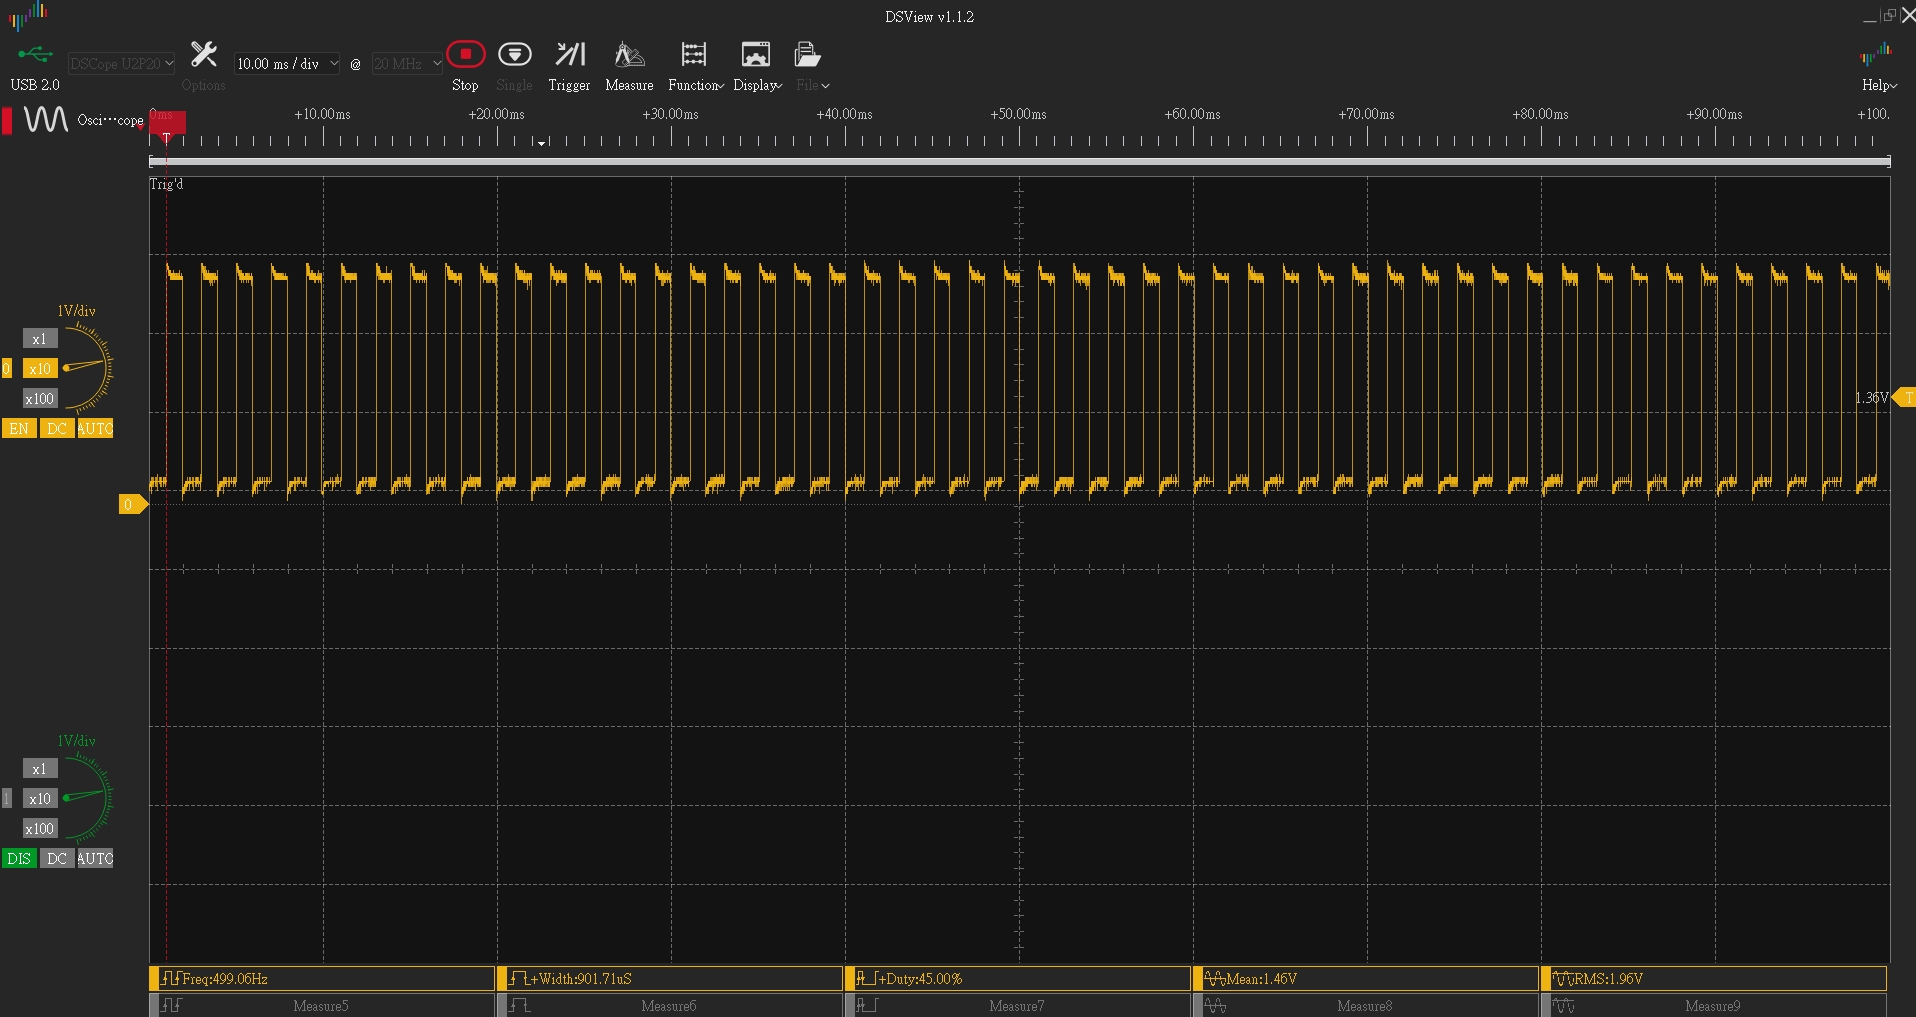 DSView v1.1.2
USB 2.0
DSCope U2P20
Options
10.00 ms / div
@
20 MHz
Stop
Single
Trigger
Measure
Function
Display
File
Help
Osci···cope
0ms
+10.00ms
+20.00ms
+30.00ms
+40.00ms
+50.00ms
+60.00ms
+70.00ms
+80.00ms
+90.00ms
+100.
T
Trig'd
1V/div
x1
0
x10
x100
EN
DC
AUTO
1.36V
T
0
1V/div
x1
1
x10
x100
DIS
DC
AUTO
Freq:499.06Hz
+Width:901.71uS
+Duty:45.00%
Mean:1.46V
RMS:1.96V
Measure5
Measure6
Measure7
Measure8
Measure9